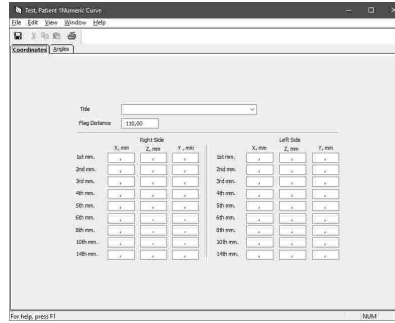 Test, Patient !Numeric Curve
File Edit View Window Help
Coordinates Angles
Title
Flag Distance 110,00
Right Side Left Side
X, mm Z, mm Y, mm X, mm Z, mm Y, mm
1st mm. , , , 1st mm. , , ,
2nd mm. , , , 2nd mm. , , ,
3rd mm. , , , 3rd mm. , , ,
4th mm. , , , 4th mm. , , ,
5th mm. , , , 5th mm. , , ,
6th mm. , , , 6th mm. , , ,
8th mm. , , , 8th mm. , , ,
10th mm. , , , 10th mm. , , ,
14th mm. , , , 14th mm. , , ,
For help, press F1 NUM